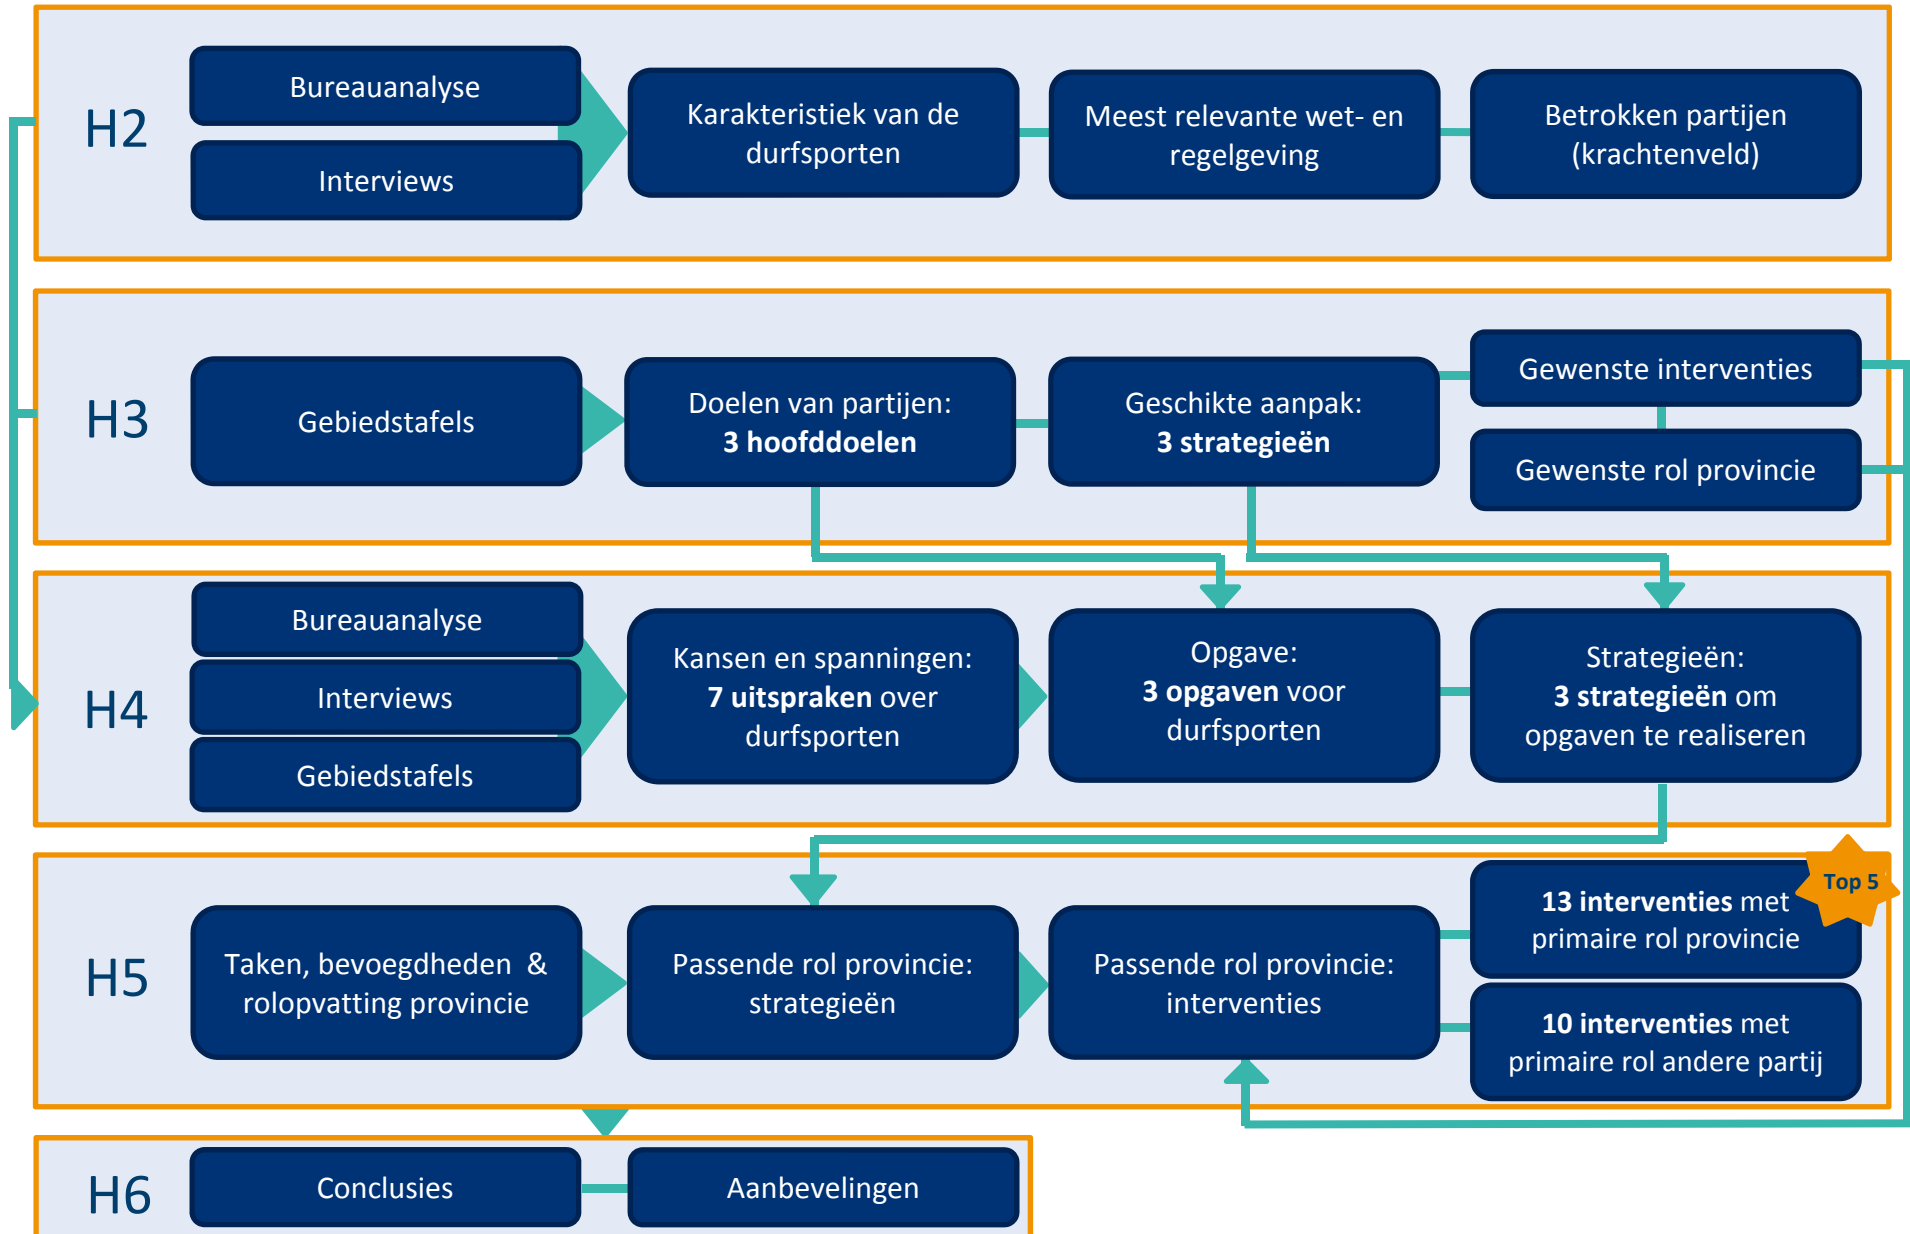 H2
Bureauanalyse
Interviews
Karakteristiek van de
durfsporten
Meest relevante wet- en
regelgeving
Betrokken partijen
(krachtenveld)
H3
Gebiedstafels
Doelen van partijen:
3 hoofddoelen
Geschikte aanpak:
3 strategieën
Gewenste interventies
Gewenste rol provincie
H4
Bureauanalyse
Interviews
Gebiedstafels
Kansen en spanningen:
7 uitspraken over
durfsporten
Opgave:
3 opgaven voor
durfsporten
Strategieën:
3 strategieën om
opgaven te realiseren
H5
Taken, bevoegdheden &
rolopvatting provincie
Passende rol provincie:
strategieën
Passende rol provincie:
interventies
Top 5
13 interventies met
primaire rol provincie
10 interventies met
primaire rol andere partij
H6
Conclusies
Aanbevelingen